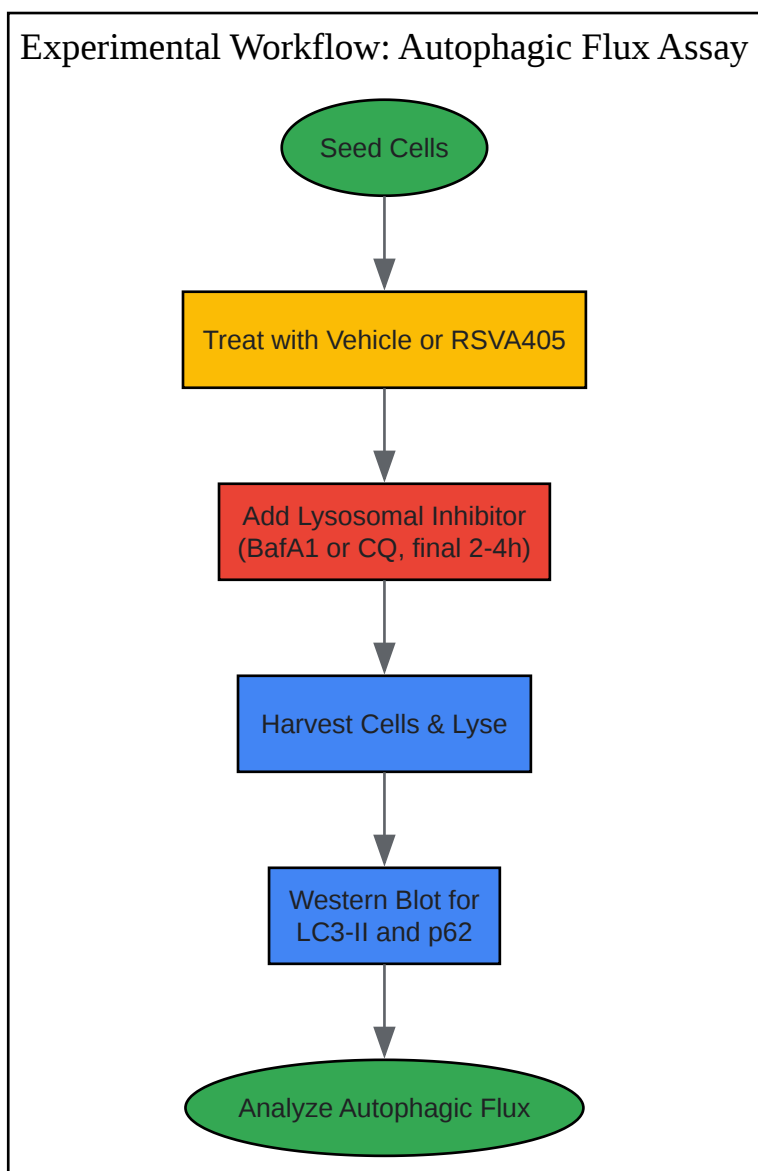 Experimental Workflow: Autophagic Flux Assay
Seed Cells
Treat with Vehicle or RSVA405
Add Lysosomal Inhibitor
(BafA1 or CQ, final 2-4h)
Harvest Cells & Lyse
Western Blot for
LC3-II and p62
Analyze Autophagic Flux